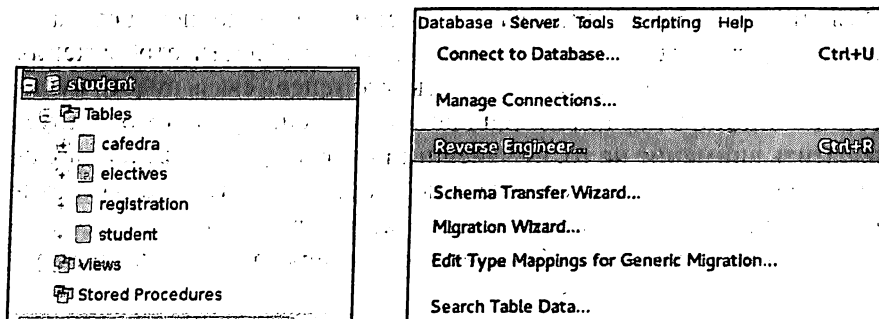 student
Tables
cafedra
electives
registration
student
Views
Stored Procedures
Database Server Tools Scripting Help
Connect to Database... Ctrl+U
Manage Connections...
Reverse Engineer... Ctrl+R
Schema Transfer Wizard...
Migration Wizard...
Edit Type Mappings for Generic Migration...
Search Table Data...